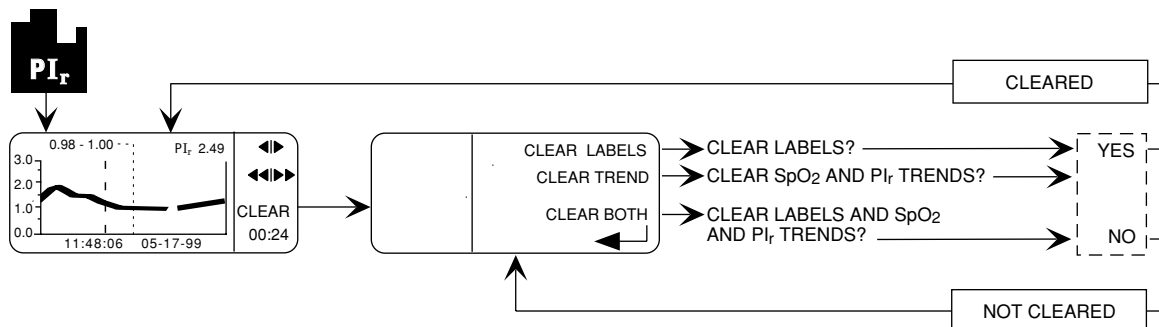 PIr
CLEARED
0.98 - 1.00 - -
PIr 2.49
3.0
2.0
1.0
0.0
11:48:06 05-17-99
CLEAR
00:24
CLEAR LABELS
CLEAR TREND
CLEAR BOTH
CLEAR LABELS?
CLEAR SpO2 AND PIr TRENDS?
CLEAR LABELS AND SpO2
AND PIr TRENDS?
YES
NO
NOT CLEARED